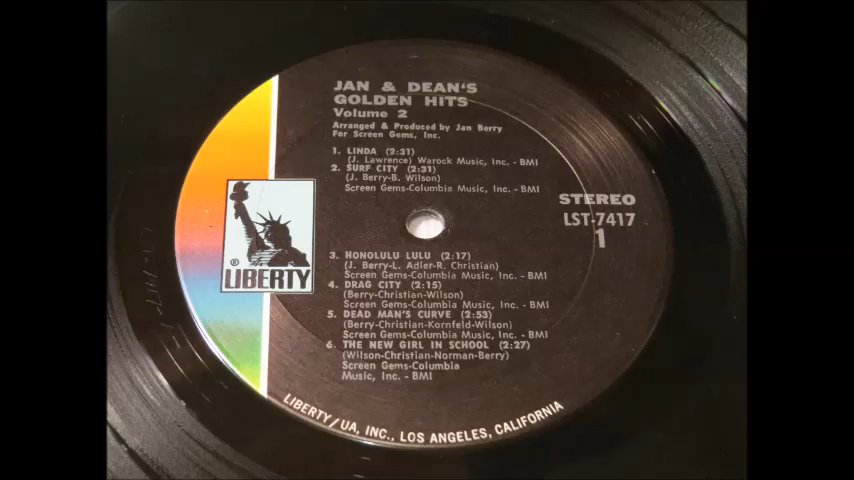 JAN & DEAN'S
GOLDEN HITS
Volume 2
Arranged & Produced by Jan Berry
For Screen Gems, Inc.
1. LINDA (2:31)
(J. Lawrence) Warock Music, Inc. - BMI
2. SURF CITY (2:31)
(J. Berry-B. Wilson)
Screen Gems-Columbia Music, Inc. - BMI
STEREO
LST-7417
1
® LIBERTY
3. HONOLULU LULU (2:17)
(J. Berry-L. Adler-R. Christian)
Screen Gems-Columbia Music, Inc. - BMI
4. DRAG CITY (2:15)
(Berry-Christian-Wilson)
Screen Gems-Columbia Music, Inc. - BMI
5. DEAD MAN'S CURVE (2:53)
(Berry-Christian-Kornfeld-Wilson)
Screen Gems-Columbia Music, Inc. - BMI
6. THE NEW GIRL IN SCHOOL (2:27)
(Wilson-Christian-Norman-Berry)
Screen Gems-Columbia
Music, Inc. - BMI
LIBERTY/UA, INC., LOS ANGELES, CALIFORNIA